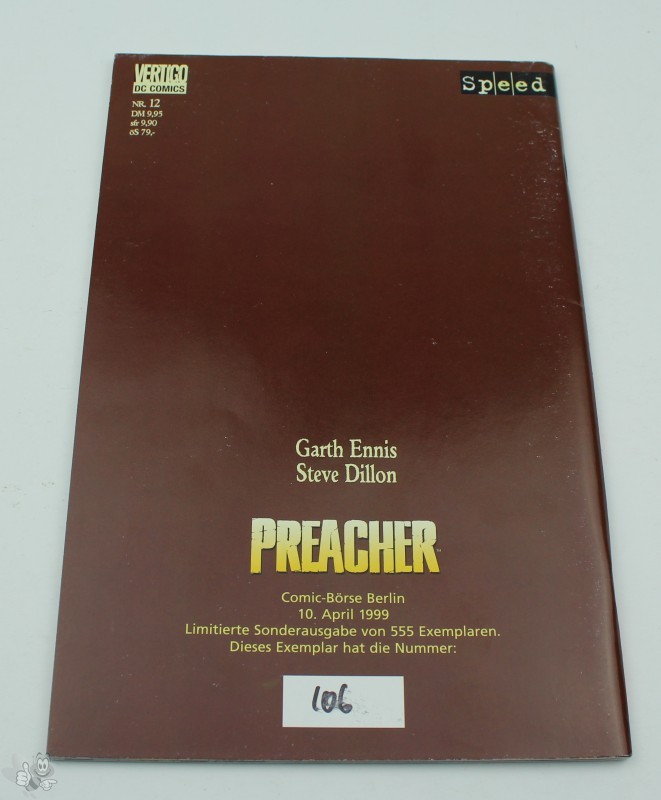 VERTIGO
DC COMICS
NR. 12
DM 9,95
sfr 9,90
öS 79,-
Speed
Garth Ennis
Steve Dillon
PREACHER™
Comic-Börse Berlin
10. April 1999
Limitierte Sonderausgabe von 555 Exemplaren.
Dieses Exemplar hat die Nummer:
106